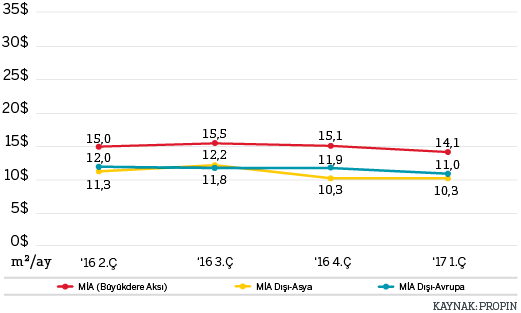 35$
30$
25$
20$
15$
10$
5$
0$
15,0
15,5
15,1
14,1
12,0
12,2
11,9
11,0
11,3
11,8
10,3
10,3
m²/ay
'16 2.Ç
'16 3.Ç
'16 4.Ç
'17 1.Ç
MİA (Büyükdere Aksı)
MİA Dışı-Asya
MİA Dışı-Avrupa
KAYNAK: PROPIN